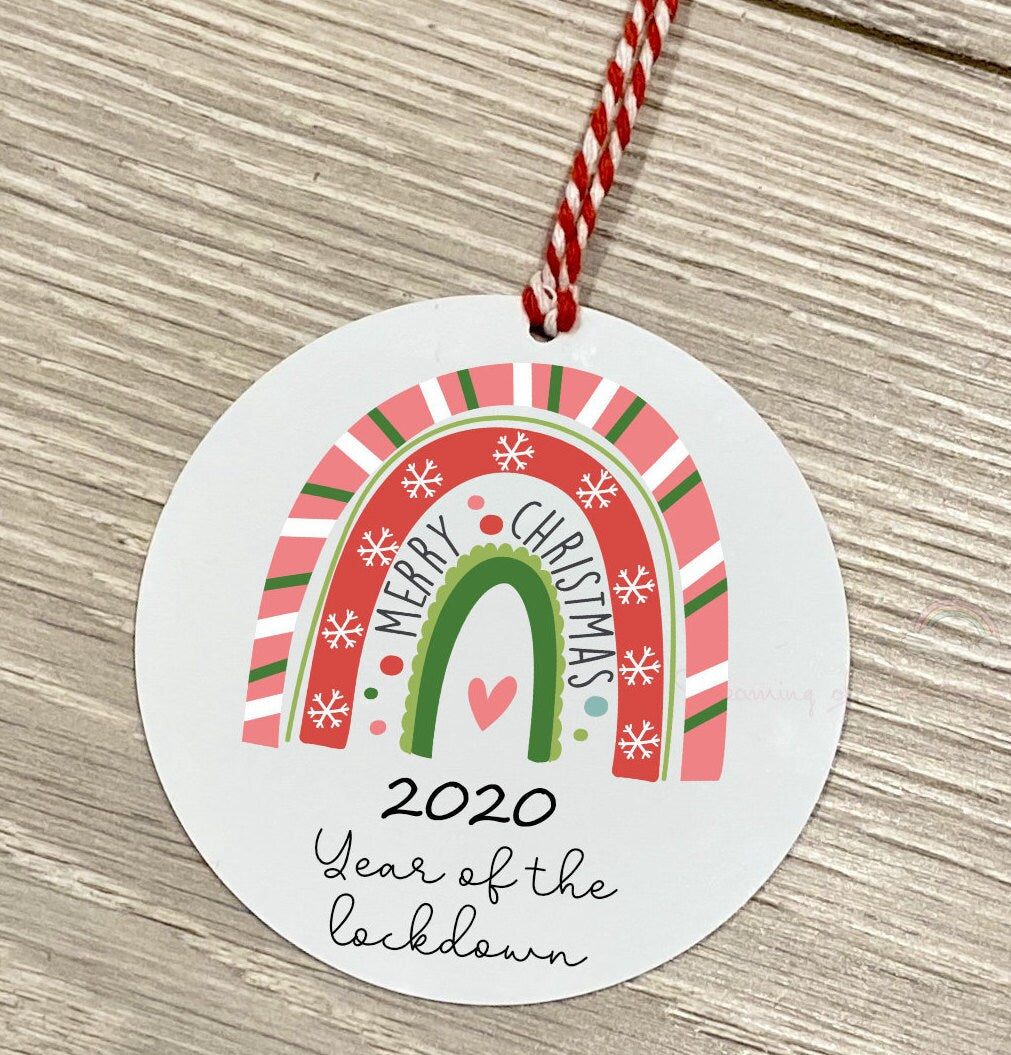 MERRY CHRISTMAS
2020
Year of the
lockdown